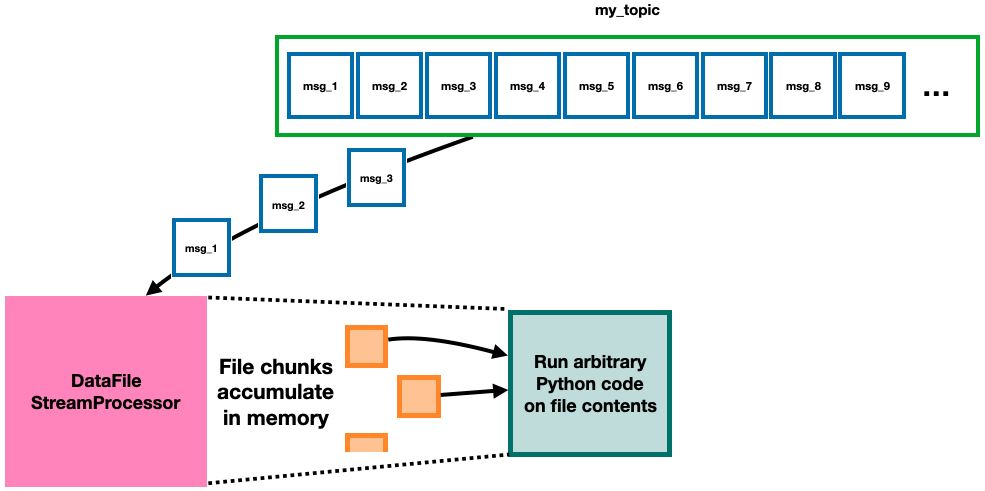 my_topic
msg_1 msg_2 msg_3 msg_4 msg_5 msg_6 msg_7 msg_8 msg_9 ...
msg_3
msg_2
msg_1
DataFile
StreamProcessor
File chunks
accumulate
in memory
Run arbitrary
Python code
on file contents